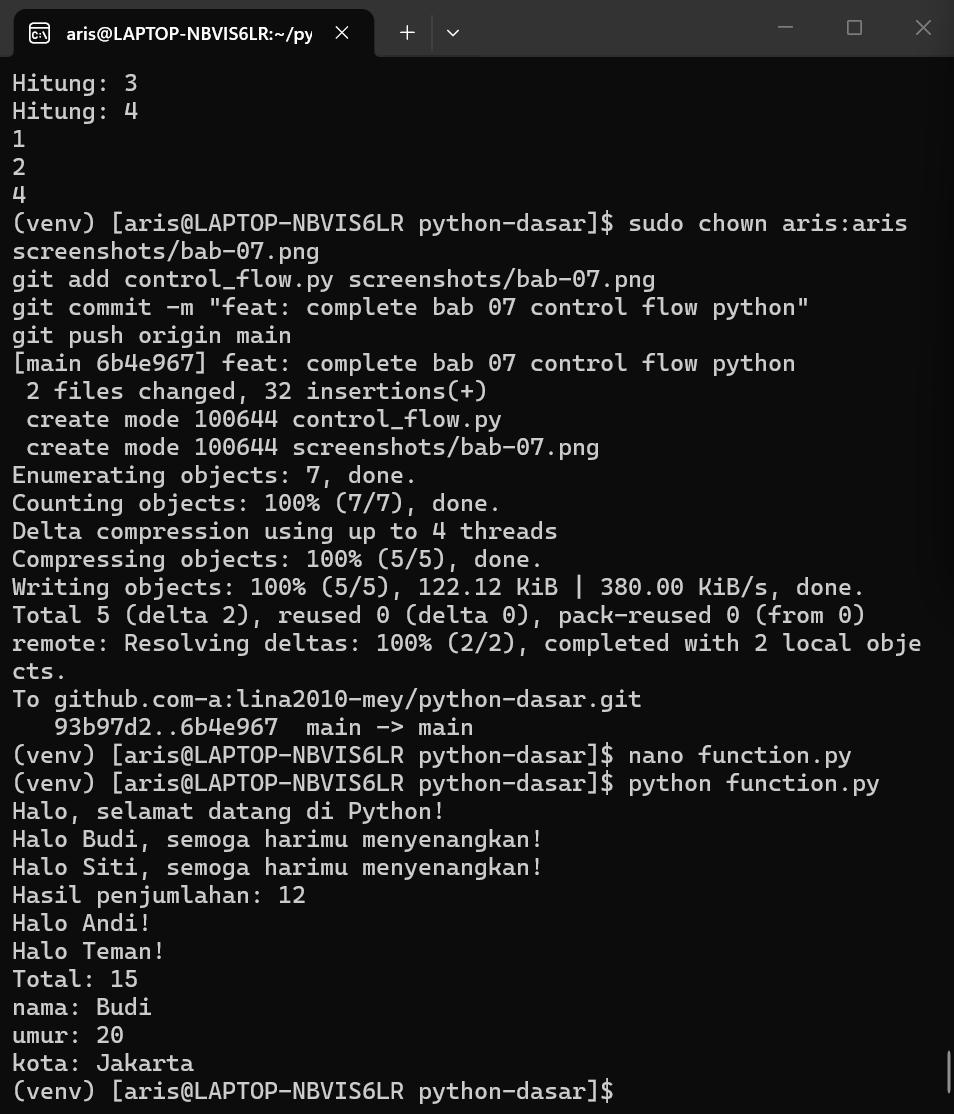 aris@LAPTOP-NBVIS6LR:~/py
Hitung: 3
Hitung: 4
1
2
4
(venv) [aris@LAPTOP-NBVIS6LR python-dasar]$ sudo chown aris:aris
screenshots/bab-07.png
git add control_flow.py screenshots/bab-07.png
git commit -m "feat: complete bab 07 control flow python"
git push origin main
[main 6b4e967] feat: complete bab 07 control flow python
 2 files changed, 32 insertions(+)
 create mode 100644 control_flow.py
 create mode 100644 screenshots/bab-07.png
Enumerating objects: 7, done.
Counting objects: 100% (7/7), done.
Delta compression using up to 4 threads
Compressing objects: 100% (5/5), done.
Writing objects: 100% (5/5), 122.12 KiB | 380.00 KiB/s, done.
Total 5 (delta 2), reused 0 (delta 0), pack-reused 0 (from 0)
remote: Resolving deltas: 100% (2/2), completed with 2 local obje
cts.
To github.com-a:lina2010-mey/python-dasar.git
   93b97d2..6b4e967  main -> main
(venv) [aris@LAPTOP-NBVIS6LR python-dasar]$ nano function.py
(venv) [aris@LAPTOP-NBVIS6LR python-dasar]$ python function.py
Halo, selamat datang di Python!
Halo Budi, semoga harimu menyenangkan!
Halo Siti, semoga harimu menyenangkan!
Hasil penjumlahan: 12
Halo Andi!
Halo Teman!
Total: 15
nama: Budi
umur: 20
kota: Jakarta
(venv) [aris@LAPTOP-NBVIS6LR python-dasar]$